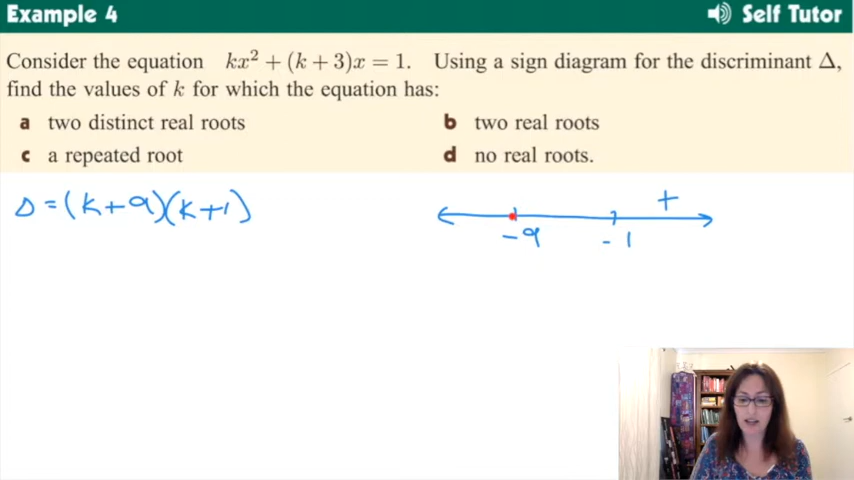 Example 4 Self Tutor
Consider the equation kx² + (k + 3)x = 1. Using a sign diagram for the discriminant Δ,
find the values of k for which the equation has:
a two distinct real roots b two real roots
c a repeated root d no real roots.
Δ = (k+9)(k+1)
+
-9 -1